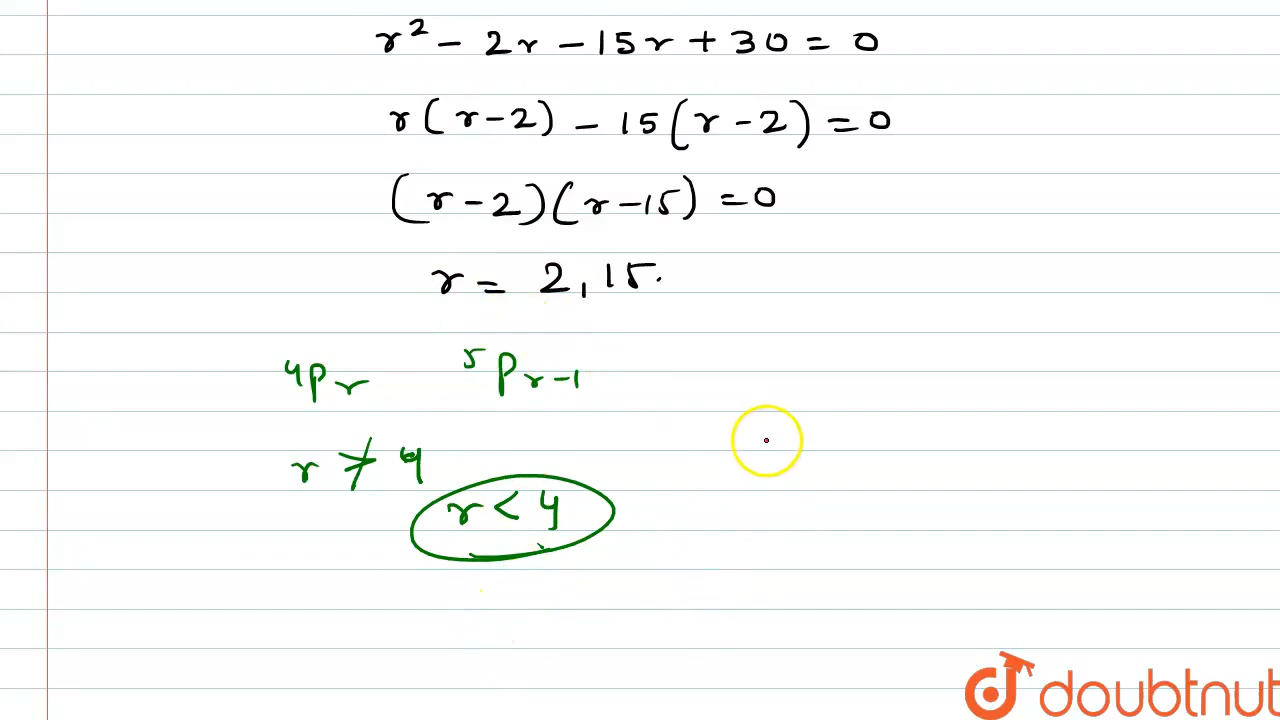 r² - 2r - 15r + 30 = 0
r(r-2) - 15(r-2) = 0
(r-2)(r-15) = 0
r = 2, 15.
⁴Pᵣ ⁵Pᵣ₋₁
r ≠ 4
r < 4
doubtnut